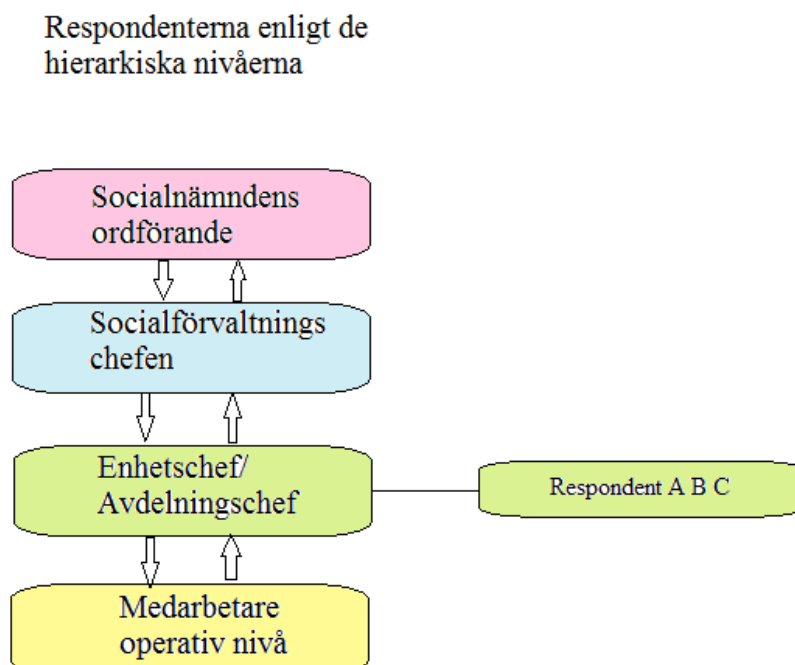 Respondenterna enligt de
hierarkiska nivåerna
Socialnämndens
ordförande
Socialförvaltnings
chefen
Enhetschef/
Avdelningschef
Respondent A B C
Medarbetare
operativ nivå